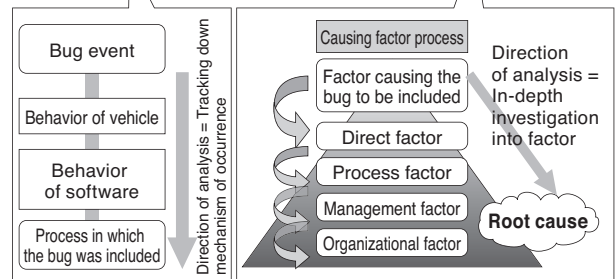 Bug event
Behavior of vehicle
Behavior
of software
Process in which
the bug was included
Direction of analysis = Tracking down
mechanism of occurrence
Causing factor process
Factor causing the
bug to be included
Direct factor
Process factor
Management factor
Organizational factor
Direction
of analysis =
In-depth
investigation
into factor
Root cause